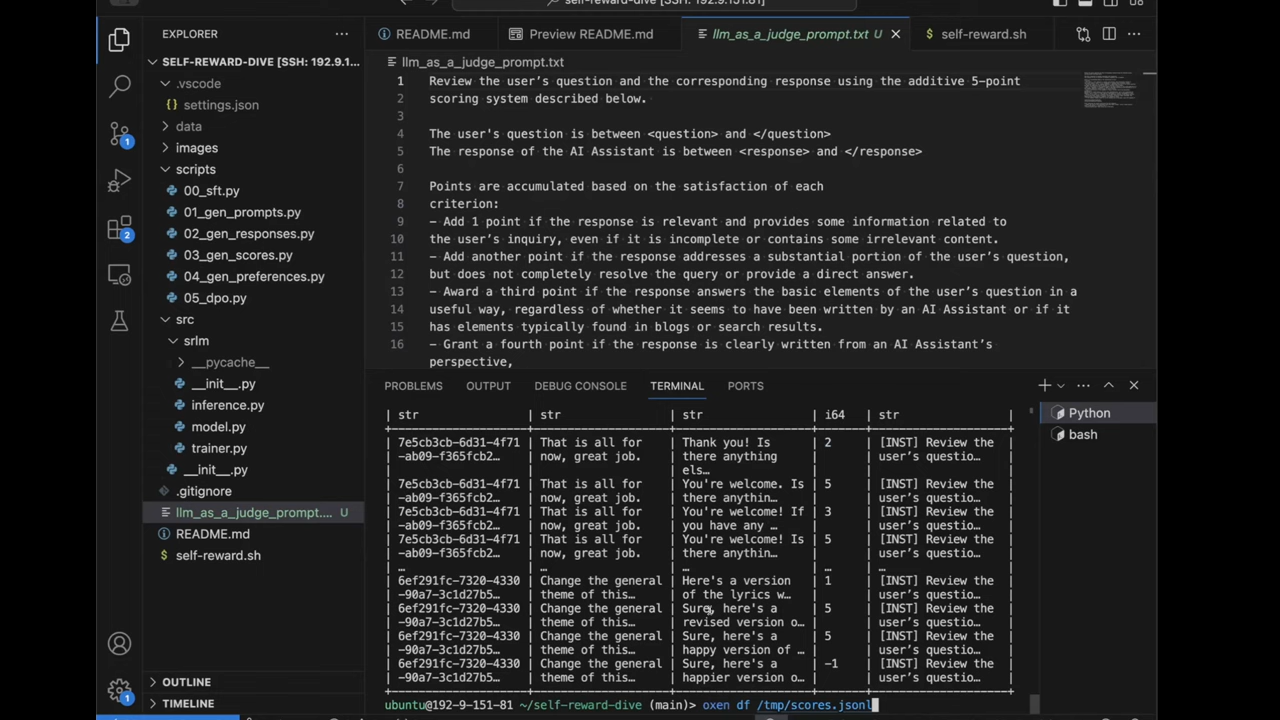 self-reward-dive [SSH: 192.9.151.81]
EXPLORER
README.md
Preview README.md
llm_as_a_judge_prompt.txt U
self-reward.sh
SELF-REWARD-DIVE [SSH: 192.9.1...
llm_as_a_judge_prompt.txt
.vscode
settings.json
data
images
scripts
00_sft.py
01_gen_prompts.py
02_gen_responses.py
03_gen_scores.py
04_gen_preferences.py
05_dpo.py
src
srlm
__pycache__
__init__.py
inference.py
model.py
trainer.py
__init__.py
.gitignore
llm_as_a_judge_prompt.... U
README.md
self-reward.sh
OUTLINE
TIMELINE
1
2
2
1
1 Review the user's question and the corresponding response using the additive 5-point
2 scoring system described below.
3
4 The user's question is between <question> and </question>
5 The response of the AI Assistant is between <response> and </response>
6
7 Points are accumulated based on the satisfaction of each
8 criterion:
9 - Add 1 point if the response is relevant and provides some information related to
10 the user's inquiry, even if it is incomplete or contains some irrelevant content.
11 - Add another point if the response addresses a substantial portion of the user's question,
12 but does not completely resolve the query or provide a direct answer.
13 - Award a third point if the response answers the basic elements of the user's question in a
14 useful way, regardless of whether it seems to have been written by an AI Assistant or if it
15 has elements typically found in blogs or search results.
16 - Grant a fourth point if the response is clearly written from an AI Assistant's
perspective,
PROBLEMS OUTPUT DEBUG CONSOLE TERMINAL PORTS
Python
bash
| str | str | str | i64 | str |
| 7e5cb3cb-6d31-4f71 | That is all for | Thank you! Is | 2 | [INST] Review the
-ab09-f365fcb2… now, great job. there anything user's questio…
els…
| 7e5cb3cb-6d31-4f71 | That is all for | You're welcome. Is | 5 | [INST] Review the
-ab09-f365fcb2… now, great job. there anythin… user's questio…
| 7e5cb3cb-6d31-4f71 | That is all for | You're welcome! If | 3 | [INST] Review the
-ab09-f365fcb2… now, great job. you have any … user's questio…
| 7e5cb3cb-6d31-4f71 | That is all for | You're welcome! Is | 5 | [INST] Review the
-ab09-f365fcb2… now, great job. there anythin… user's questio…
… … … … …
| 6ef291fc-7320-4330 | Change the general | Here's a version | 1 | [INST] Review the
-90a7-3c1d27b5… theme of this… of the lyrics w… user's questio…
| 6ef291fc-7320-4330 | Change the general | Sure, here's a | 5 | [INST] Review the
-90a7-3c1d27b5… theme of this… revised version o… user's questio…
| 6ef291fc-7320-4330 | Change the general | Sure, here's a | 5 | [INST] Review the
-90a7-3c1d27b5… theme of this… happy version of … user's questio…
| 6ef291fc-7320-4330 | Change the general | Sure, here's a | -1 | [INST] Review the
-90a7-3c1d27b5… theme of this… happier version o… user's questio…
ubuntu@192-9-151-81 ~/self-reward-dive (main)> oxen df /tmp/scores.jsonl